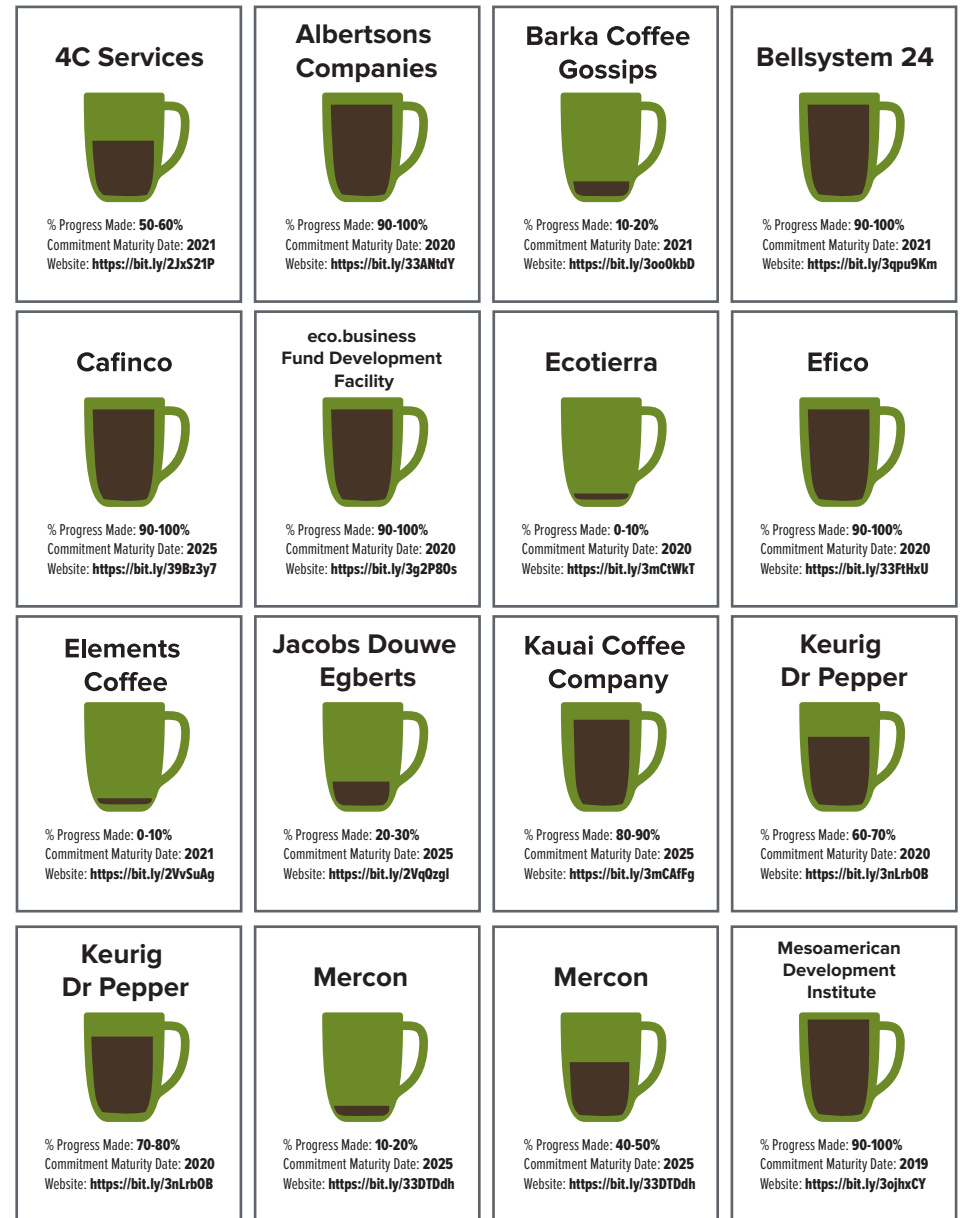 4C Services
% Progress Made: 50-60%
Commitment Maturity Date: 2021
Website: https://bit.ly/2JxS21P
Albertsons
Companies
% Progress Made: 90-100%
Commitment Maturity Date: 2020
Website: https://bit.ly/33ANtdY
Barka Coffee
Gossips
% Progress Made: 10-20%
Commitment Maturity Date: 2021
Website: https://bit.ly/3oo0kbD
Bellsystem 24
% Progress Made: 90-100%
Commitment Maturity Date: 2021
Website: https://bit.ly/3qpu9Km
Cafinco
% Progress Made: 90-100%
Commitment Maturity Date: 2025
Website: https://bit.ly/39Bz3y7
eco.business
Fund Development
Facility
% Progress Made: 90-100%
Commitment Maturity Date: 2020
Website: https://bit.ly/3g2P8Os
Ecotierra
% Progress Made: 0-10%
Commitment Maturity Date: 2020
Website: https://bit.ly/3mCtWkT
Efico
% Progress Made: 90-100%
Commitment Maturity Date: 2020
Website: https://bit.ly/33FtHxU
Elements
Coffee
% Progress Made: 0-10%
Commitment Maturity Date: 2021
Website: https://bit.ly/2VvSuAg
Jacobs Douwe
Egberts
% Progress Made: 20-30%
Commitment Maturity Date: 2025
Website: https://bit.ly/2VqQzgl
Kauai Coffee
Company
% Progress Made: 80-90%
Commitment Maturity Date: 2025
Website: https://bit.ly/3mCAfFg
Keurig
Dr Pepper
% Progress Made: 60-70%
Commitment Maturity Date: 2020
Website: https://bit.ly/3nLrbOB
Keurig
Dr Pepper
% Progress Made: 70-80%
Commitment Maturity Date: 2020
Website: https://bit.ly/3nLrbOB
Mercon
% Progress Made: 10-20%
Commitment Maturity Date: 2025
Website: https://bit.ly/33DTDdh
Mercon
% Progress Made: 40-50%
Commitment Maturity Date: 2025
Website: https://bit.ly/33DTDdh
Mesoamerican
Development
Institute
% Progress Made: 90-100%
Commitment Maturity Date: 2019
Website: https://bit.ly/3ojhxCY